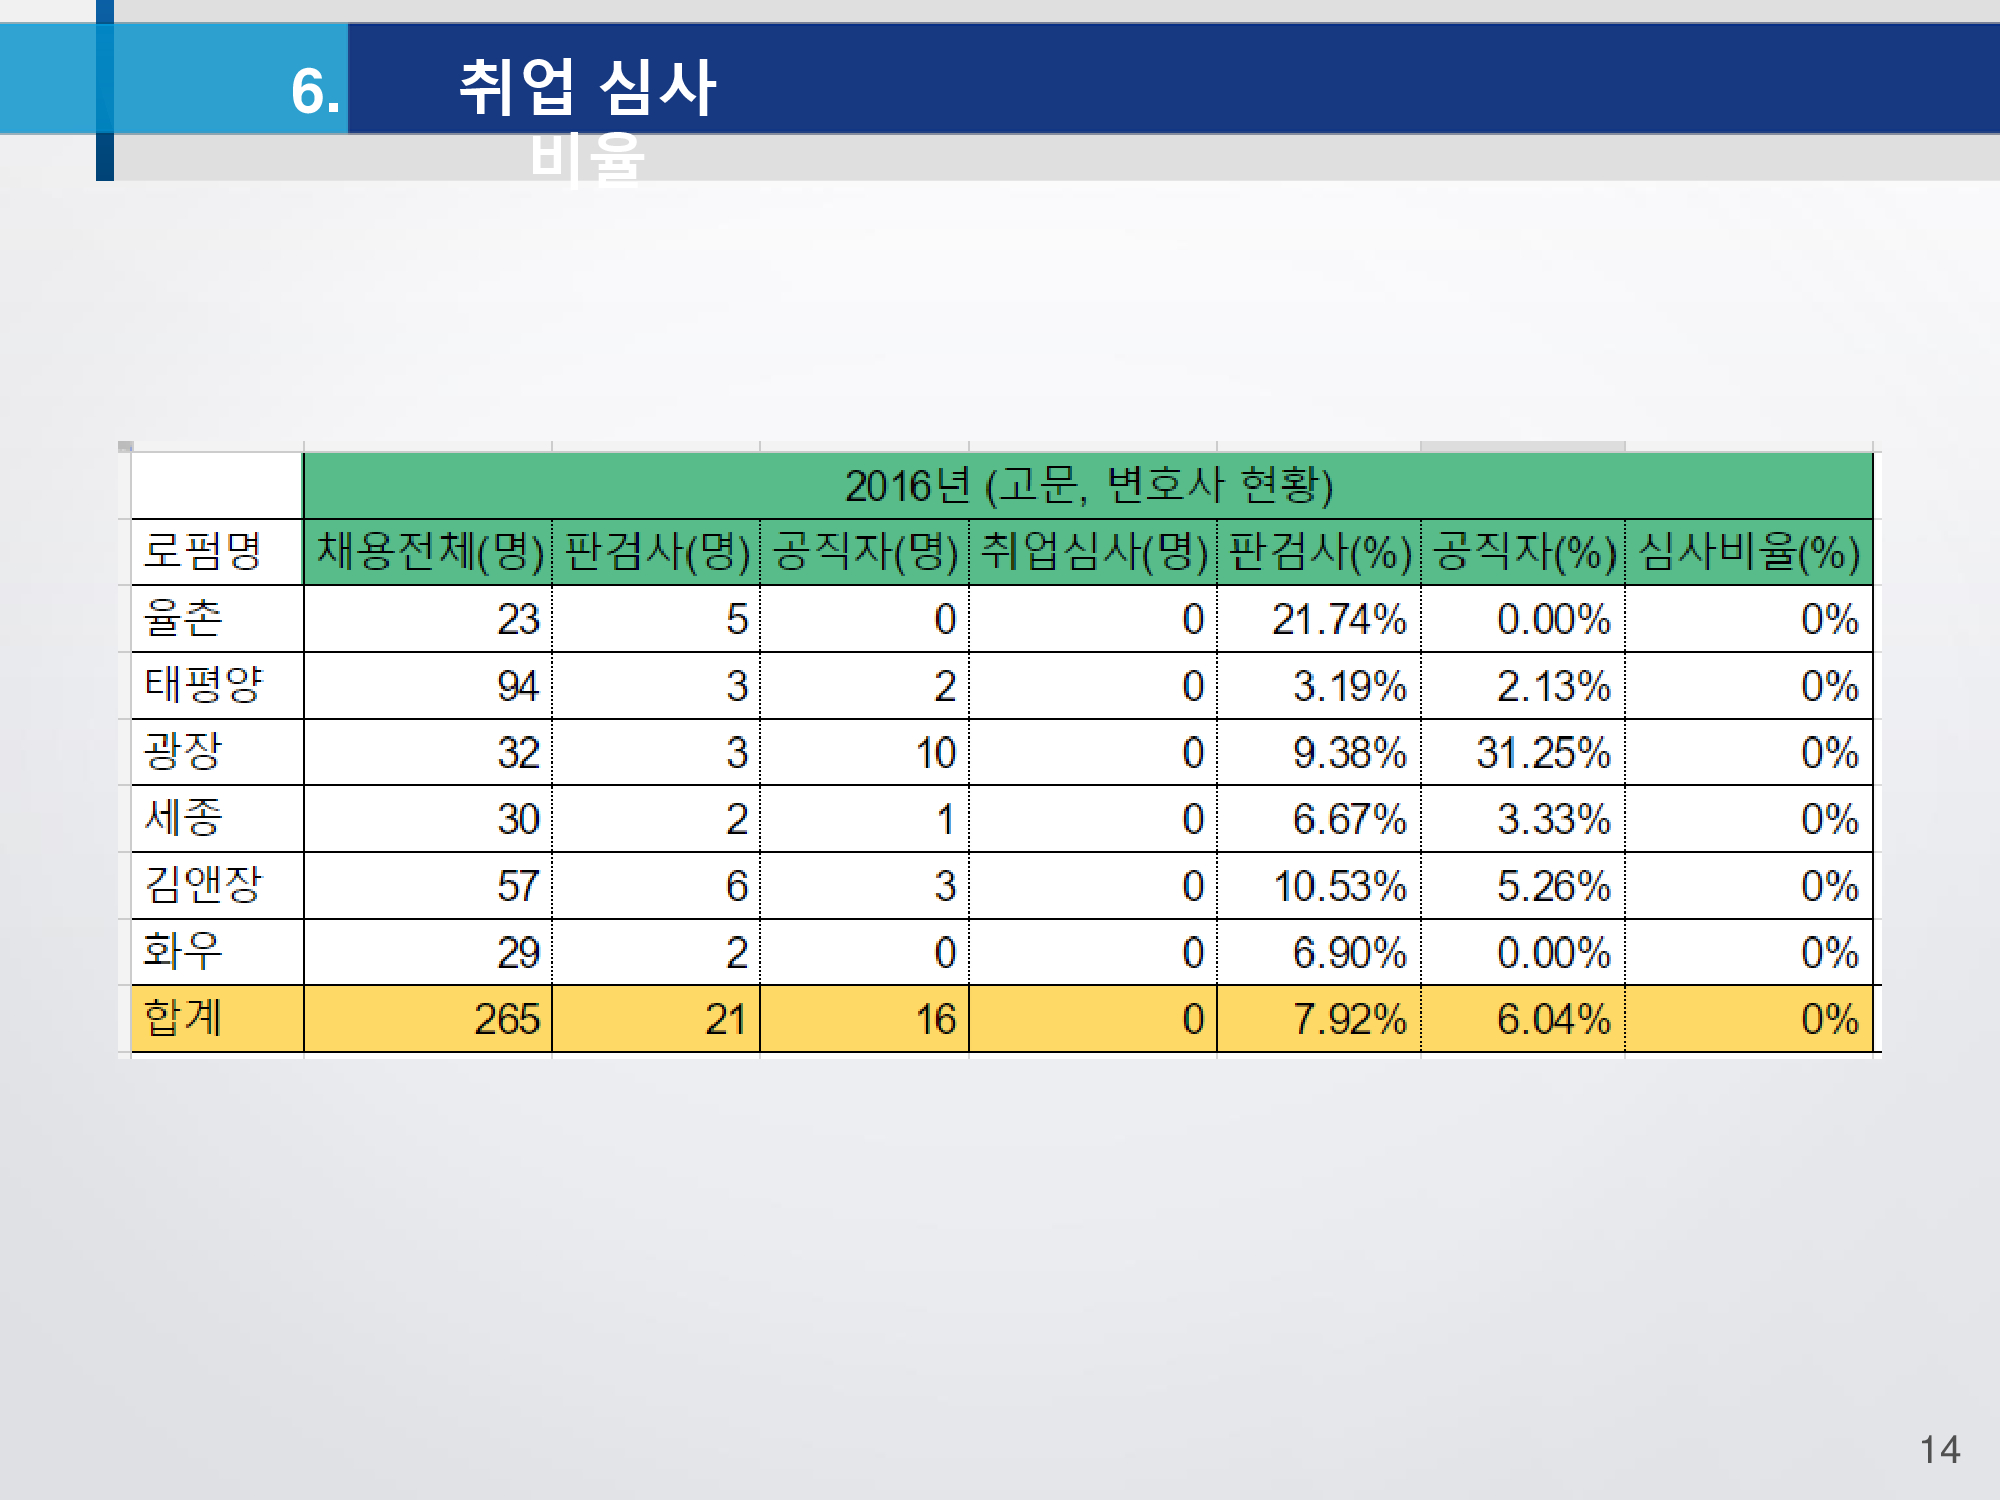 6. 취업 심사
비율
2016년 (고문, 변호사 현황)
로펌명 채용전체(명) 판검사(명) 공직자(명) 취업심사(명) 판검사(%) 공직자(%) 심사비율(%)
율촌 23 5 0 0 21.74% 0.00% 0%
태평양 94 3 2 0 3.19% 2.13% 0%
광장 32 3 10 0 9.38% 31.25% 0%
세종 30 2 1 0 6.67% 3.33% 0%
김앤장 57 6 3 0 10.53% 5.26% 0%
화우 29 2 0 0 6.90% 0.00% 0%
합계 265 21 16 0 7.92% 6.04% 0%
14